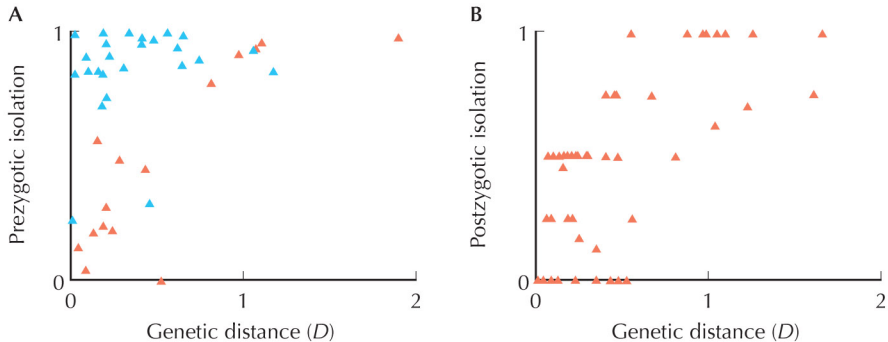 A
Prezygotic isolation
1
0
0
1
2
Genetic distance (D)
B
Postzygotic isolation
1
0
0
1
2
Genetic distance (D)